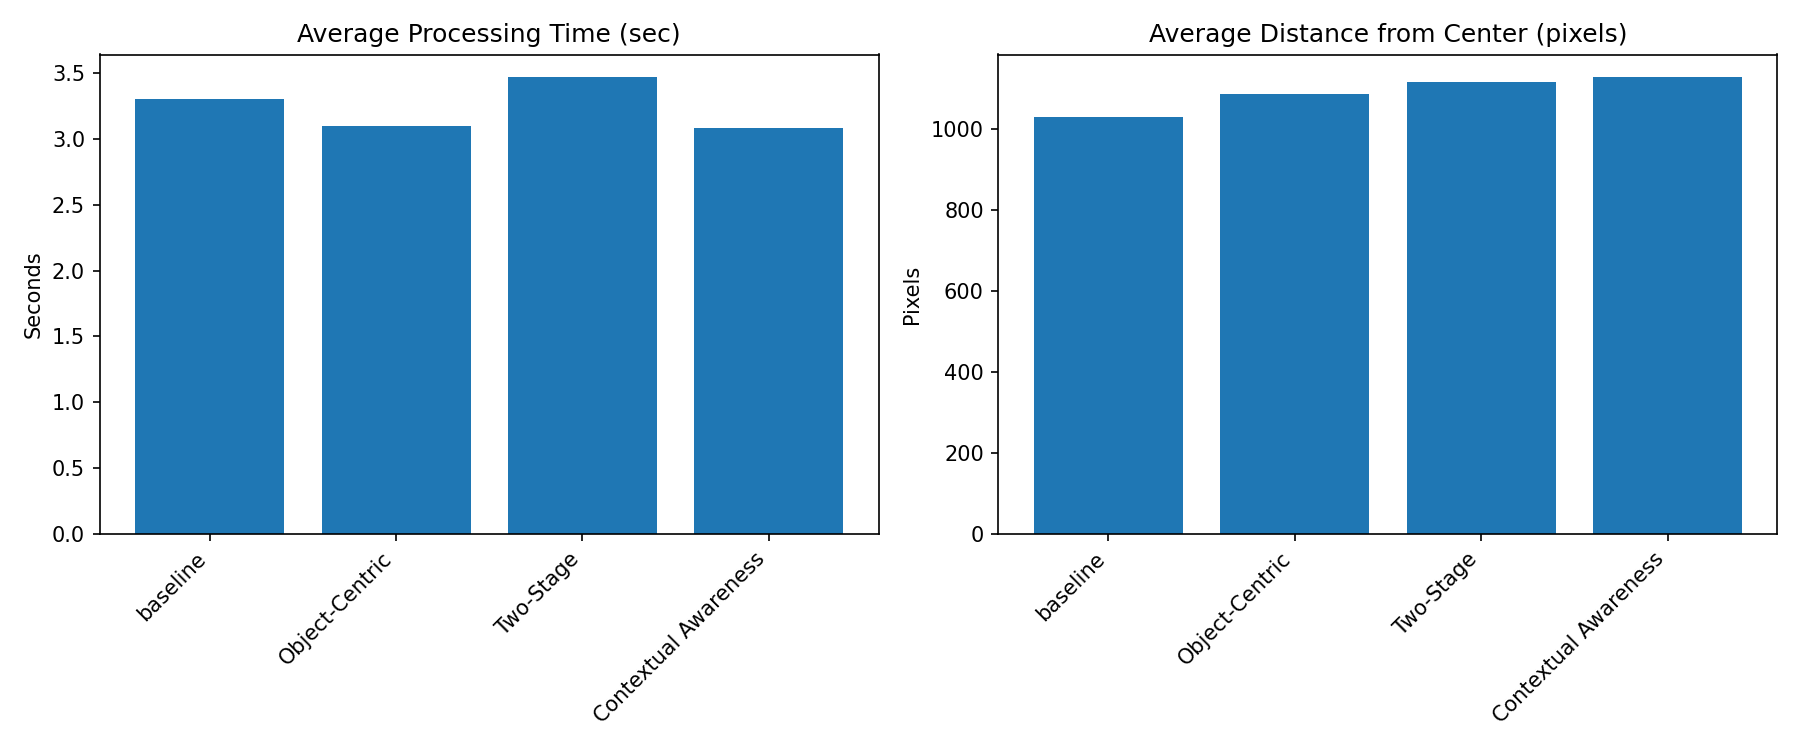 Average Processing Time (sec)
Seconds
3.5
3.0
2.5
2.0
1.5
1.0
0.5
0.0
baseline
Object-Centric
Two-Stage
Contextual Awareness
Average Distance from Center (pixels)
Pixels
1000
800
600
400
200
0
baseline
Object-Centric
Two-Stage
Contextual Awareness